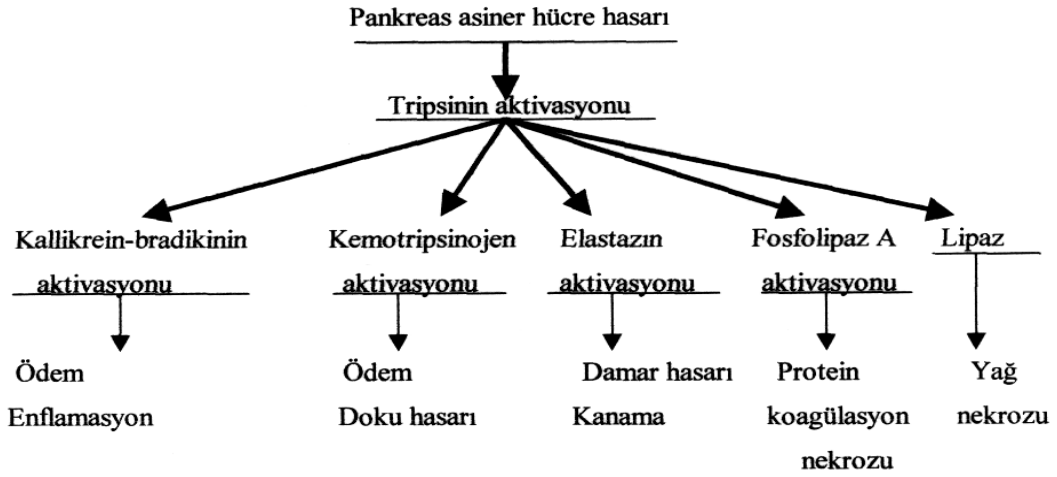 Pankreas asiner hücre hasarı
Tripsinin aktivasyonu
Kallikrein-bradikinin
aktivasyonu
Kemotripsinojen
aktivasyonu
Elastazın
aktivasyonu
Fosfolipaz A
aktivasyonu
Lipaz
Ödem
Enflamasyon
Ödem
Doku hasarı
Damar hasarı
Kanama
Protein
koagülasyon
nekrozu
Yağ
nekrozu